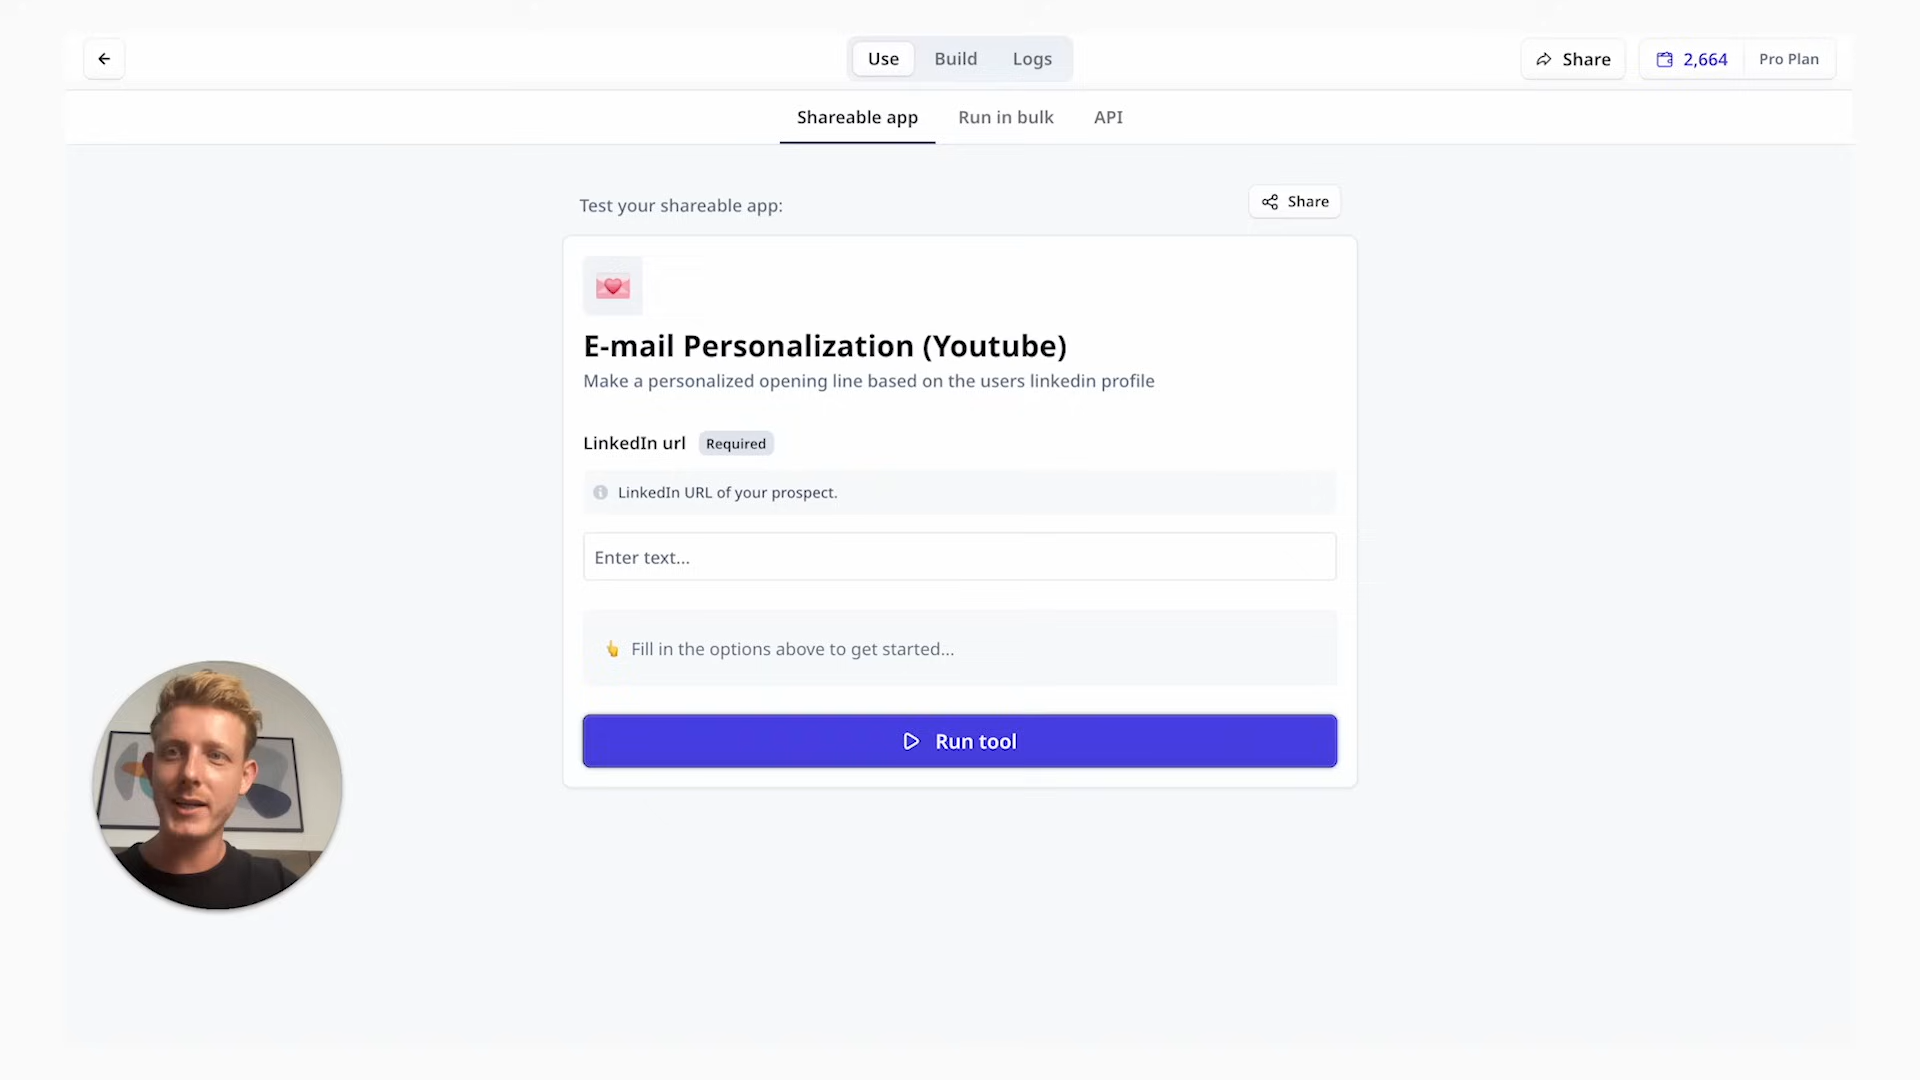 Use Build Logs
Share 2,664 Pro Plan
Shareable app Run in bulk API
Test your shareable app:
Share
E-mail Personalization (Youtube)
Make a personalized opening line based on the users linkedin profile
LinkedIn url Required
LinkedIn URL of your prospect.
Enter text...
Fill in the options above to get started...
Run tool